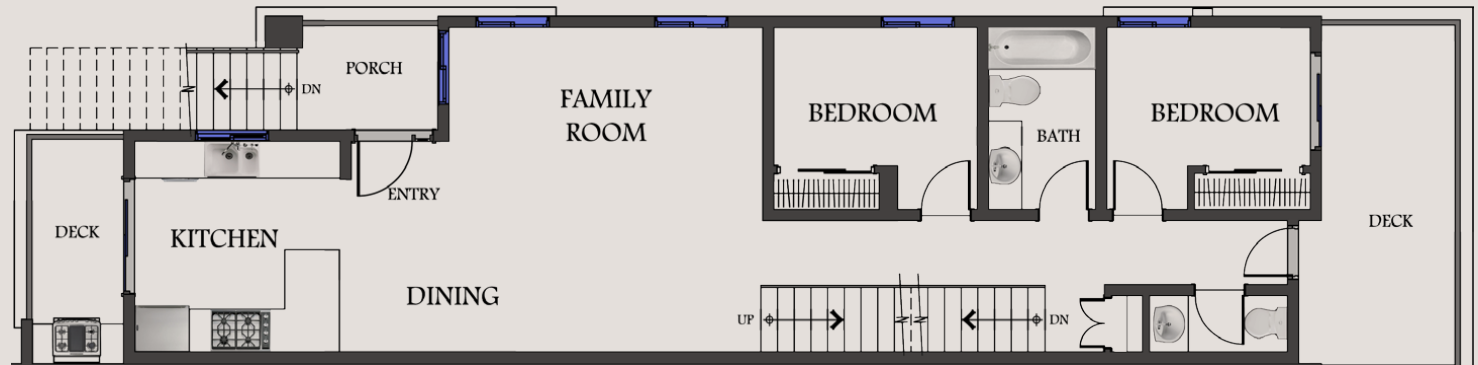 PORCH
DN
FAMILY
ROOM
BEDROOM
BATH
BEDROOM
ENTRY
DECK
KITCHEN
DECK
DINING
UP
DN